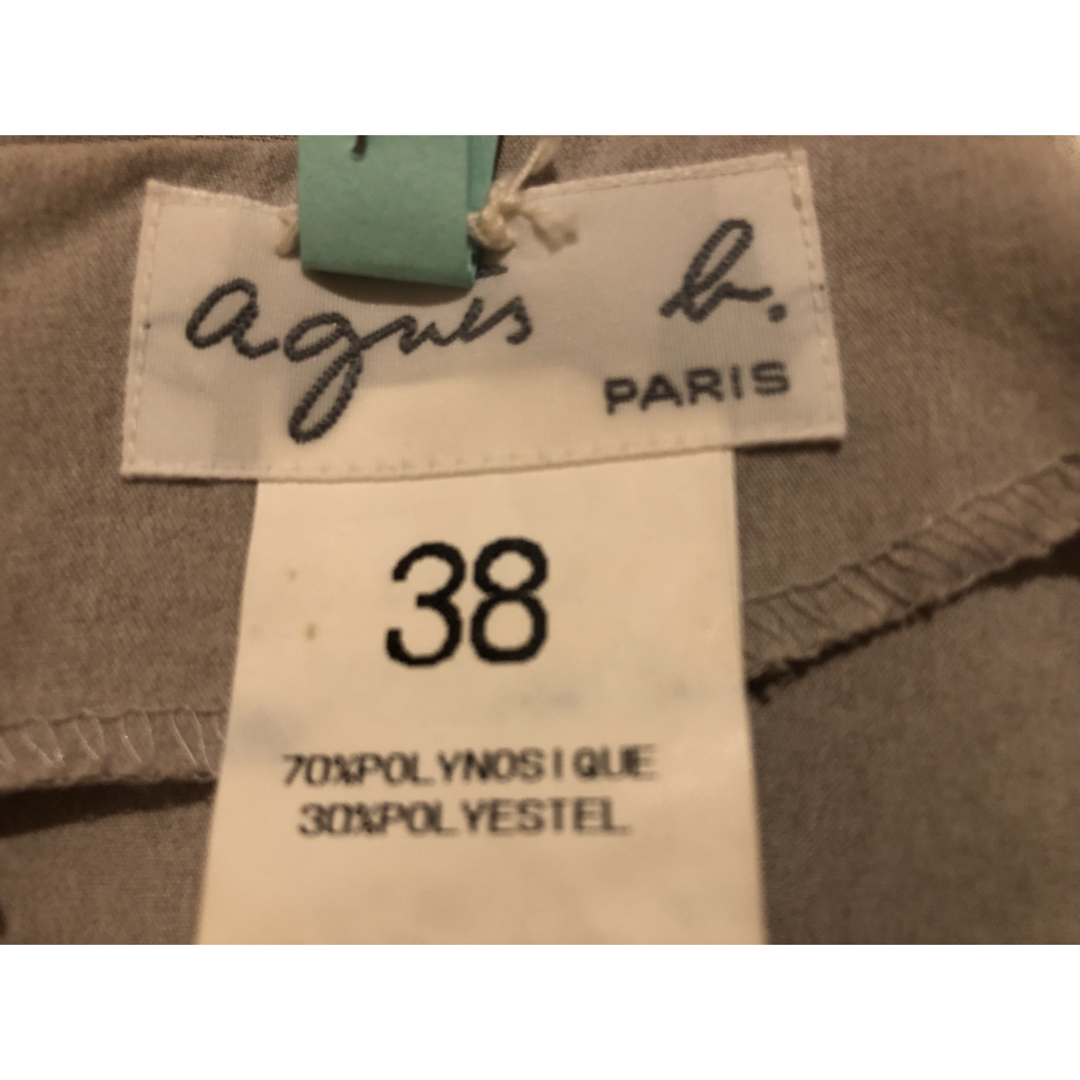 agnès b.
PARIS
38
70%POLYNOSIQUE
30%POLYESTEL